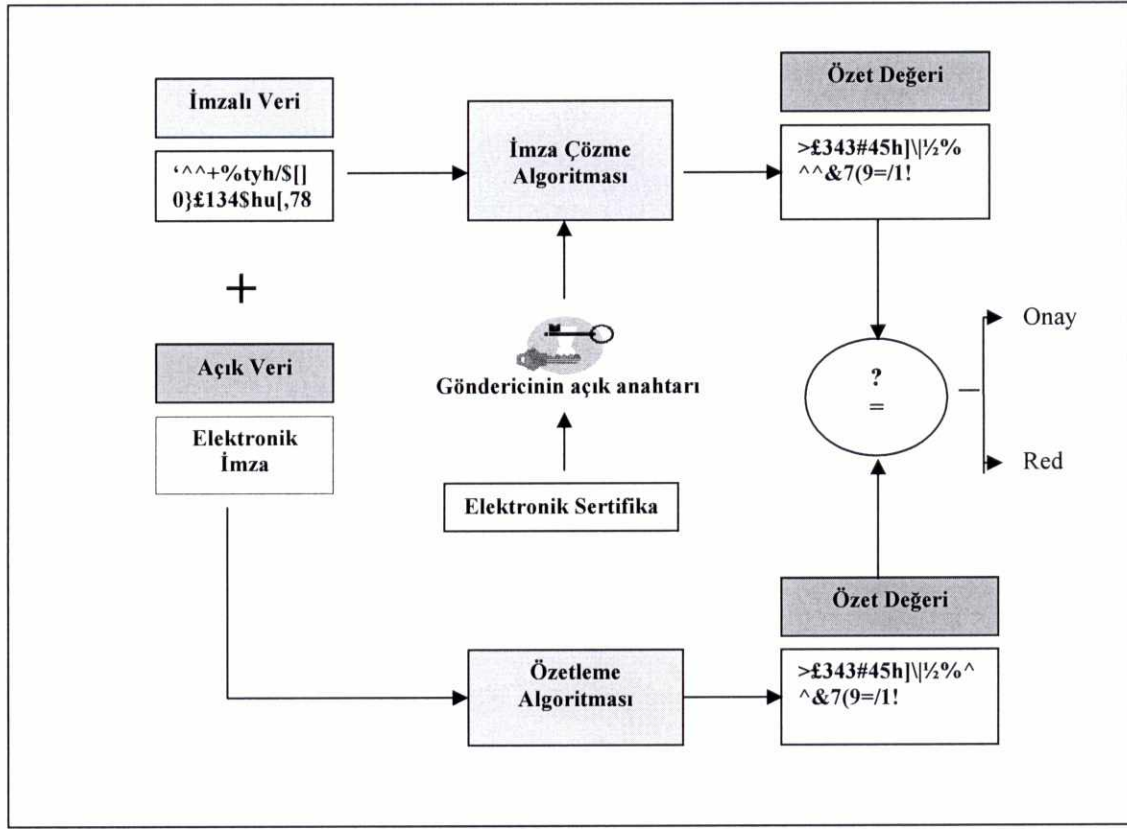 İmzalı Veri
‘^^+%tyh/$[]
0}£134$hu[,78
+
Açık Veri
Elektronik
İmza
İmza Çözme
Algoritması
Göndericinin açık anahtarı
Elektronik Sertifika
Özetleme
Algoritması
Özet Değeri
>£343#45h]\|½%
^^&7(9=/1!
?
=
Onay
Red
Özet Değeri
>£343#45h]\|½%^
^&7(9=/1!